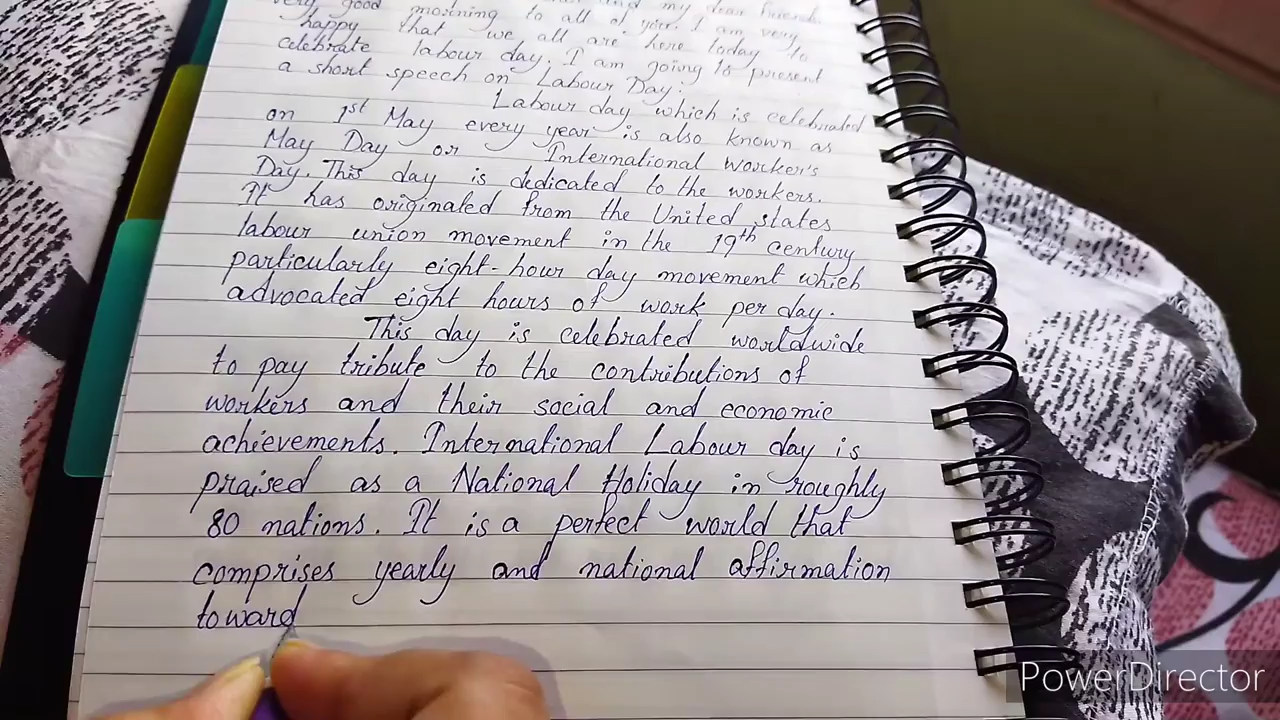 very good morning to all of you. I am very
happy that we all are here today to
celebrate labour day. I am going to present
a short speech on Labour Day:
Labour day which is celebrated
on 1st May every year is also known as
May Day or International Worker's
Day. This day is dedicated to the workers.
It has originated from the United states
labour union movement in the 19th century
particularly eight-hour day movement which
advocated eight hours of work per day.
This day is celebrated worldwide
to pay tribute to the contributions of
workers and their social and economic
achievements. International Labour day is
praised as a National Holiday in roughly
80 nations. It is a perfect world that
comprises yearly and national affirmation
toward
PowerDirector